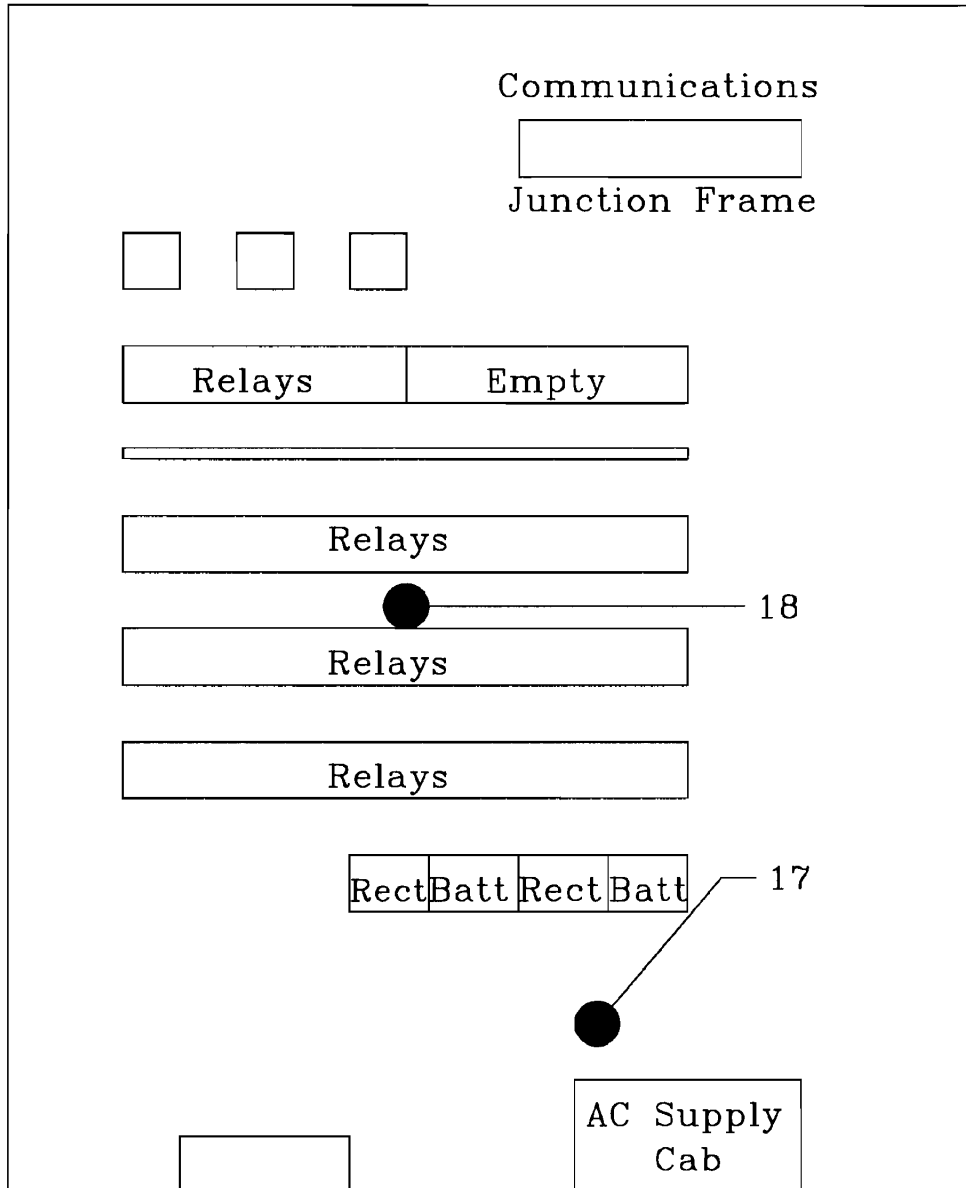 Communications
Junction Frame
Relays Empty
Relays
18
Relays
Relays
Rect Batt Rect Batt
17
AC Supply
Cab